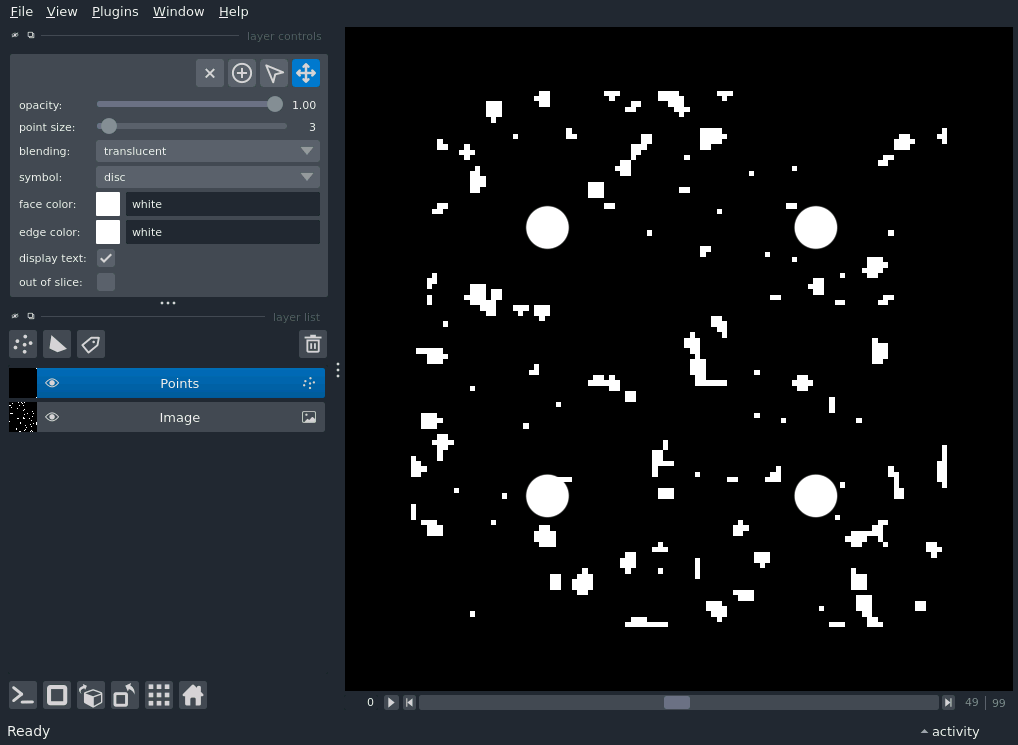 File View Plugins Window Help
layer controls
opacity: 1.00
point size: 3
blending: translucent
symbol: disc
face color: white
edge color: white
display text:
out of slice:
layer list
Points
Image
0 49 99
Ready activity